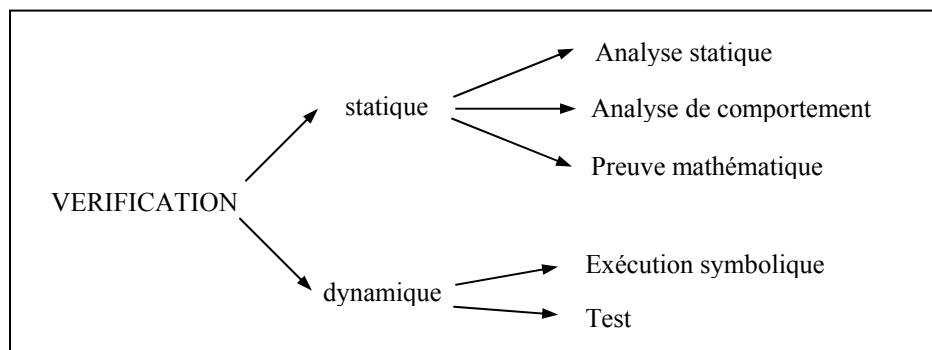 Analyse statique
statique
Analyse de comportement
Preuve mathématique
VERIFICATION
Exécution symbolique
dynamique
Test